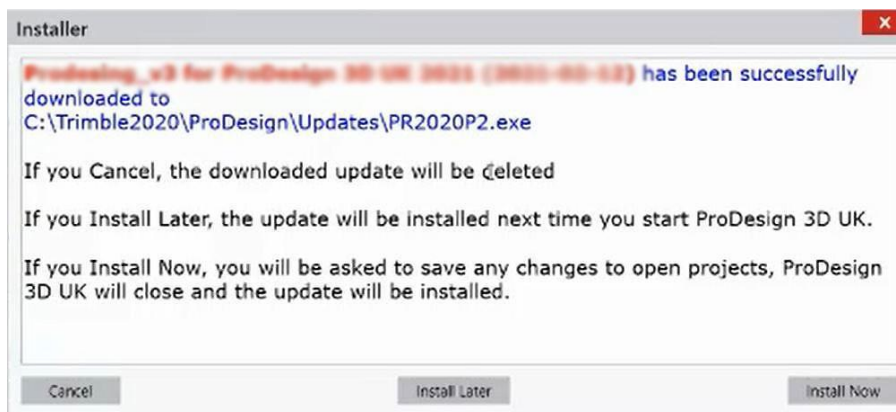 Installer
has been successfully
downloaded to
C:\Trimble2020\ProDesign\Updates\PR2020P2.exe
If you Cancel, the downloaded update will be deleted
If you Install Later, the update will be installed next time you start ProDesign 3D UK.
If you Install Now, you will be asked to save any changes to open projects, ProDesign
3D UK will close and the update will be installed.
Cancel
Install Later
Install Now